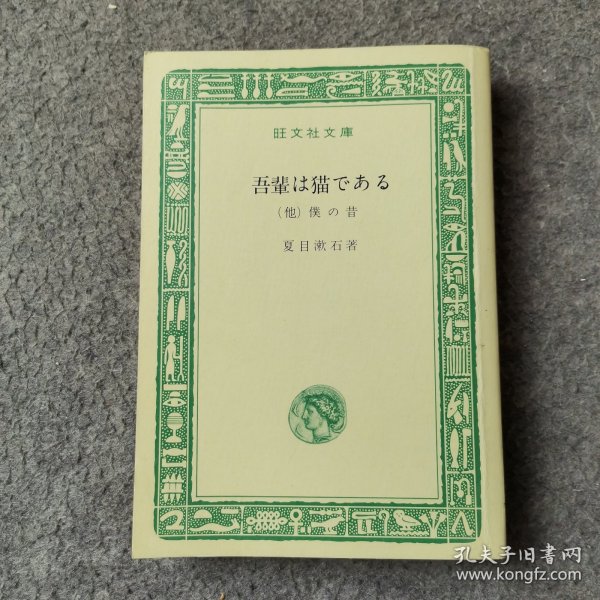 旺文社文庫
吾輩は猫である
（他）僕の昔
夏目漱石著
孔夫子旧书网
www.kongfz.com